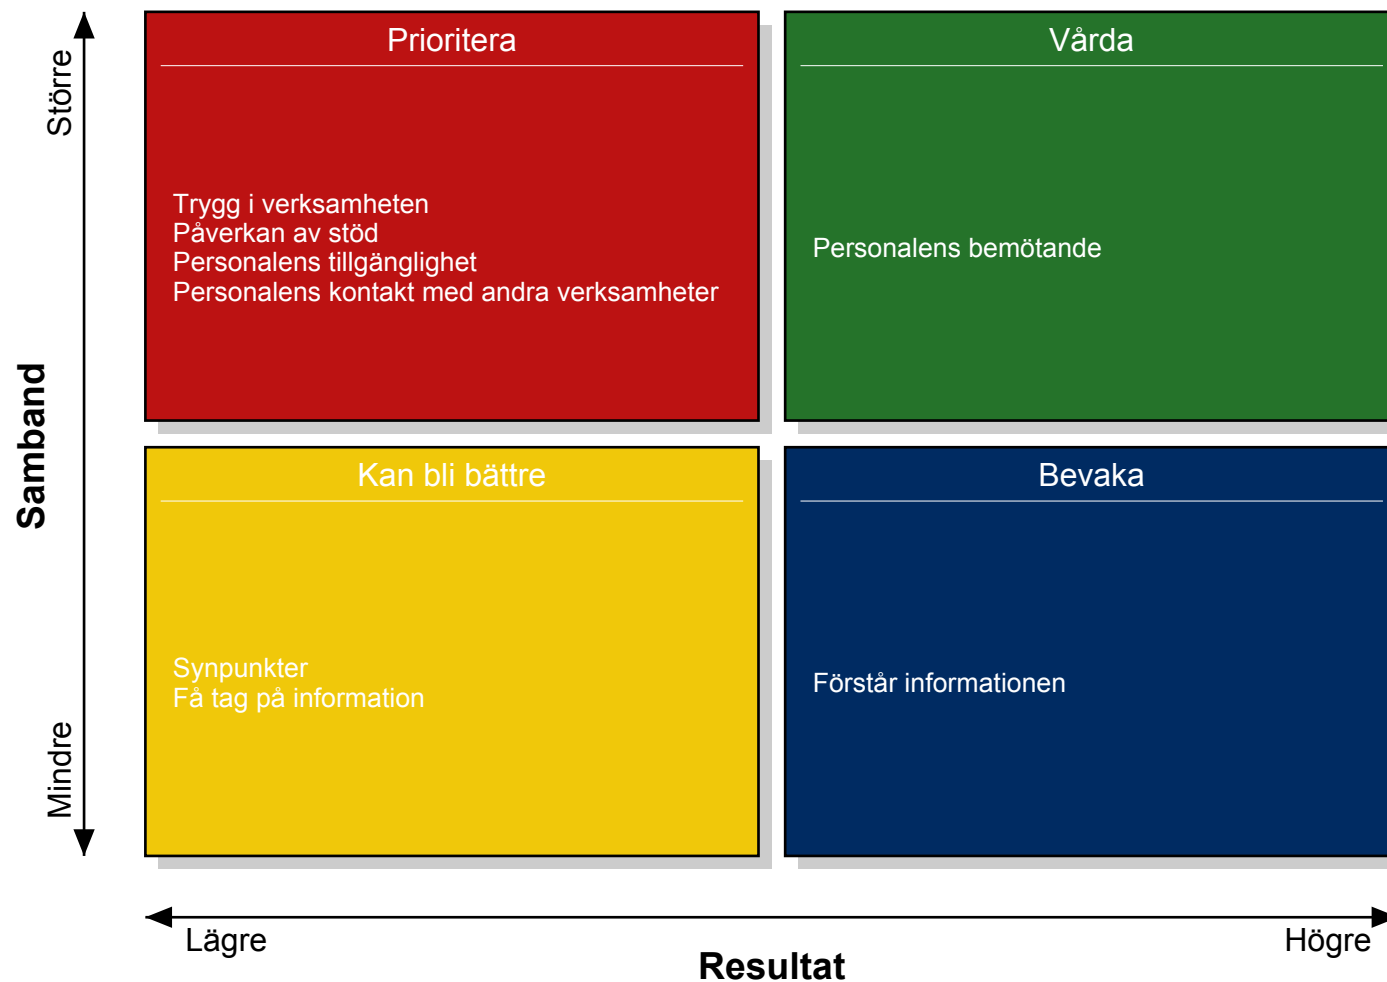 Större
Samband
Mindre
Prioritera
Trygg i verksamheten
Påverkan av stöd
Personalens tillgänglighet
Personalens kontakt med andra verksamheter
Vårda
Personalens bemötande
Kan bli bättre
Synpunkter
Få tag på information
Bevaka
Förstår informationen
Lägre
Högre
Resultat